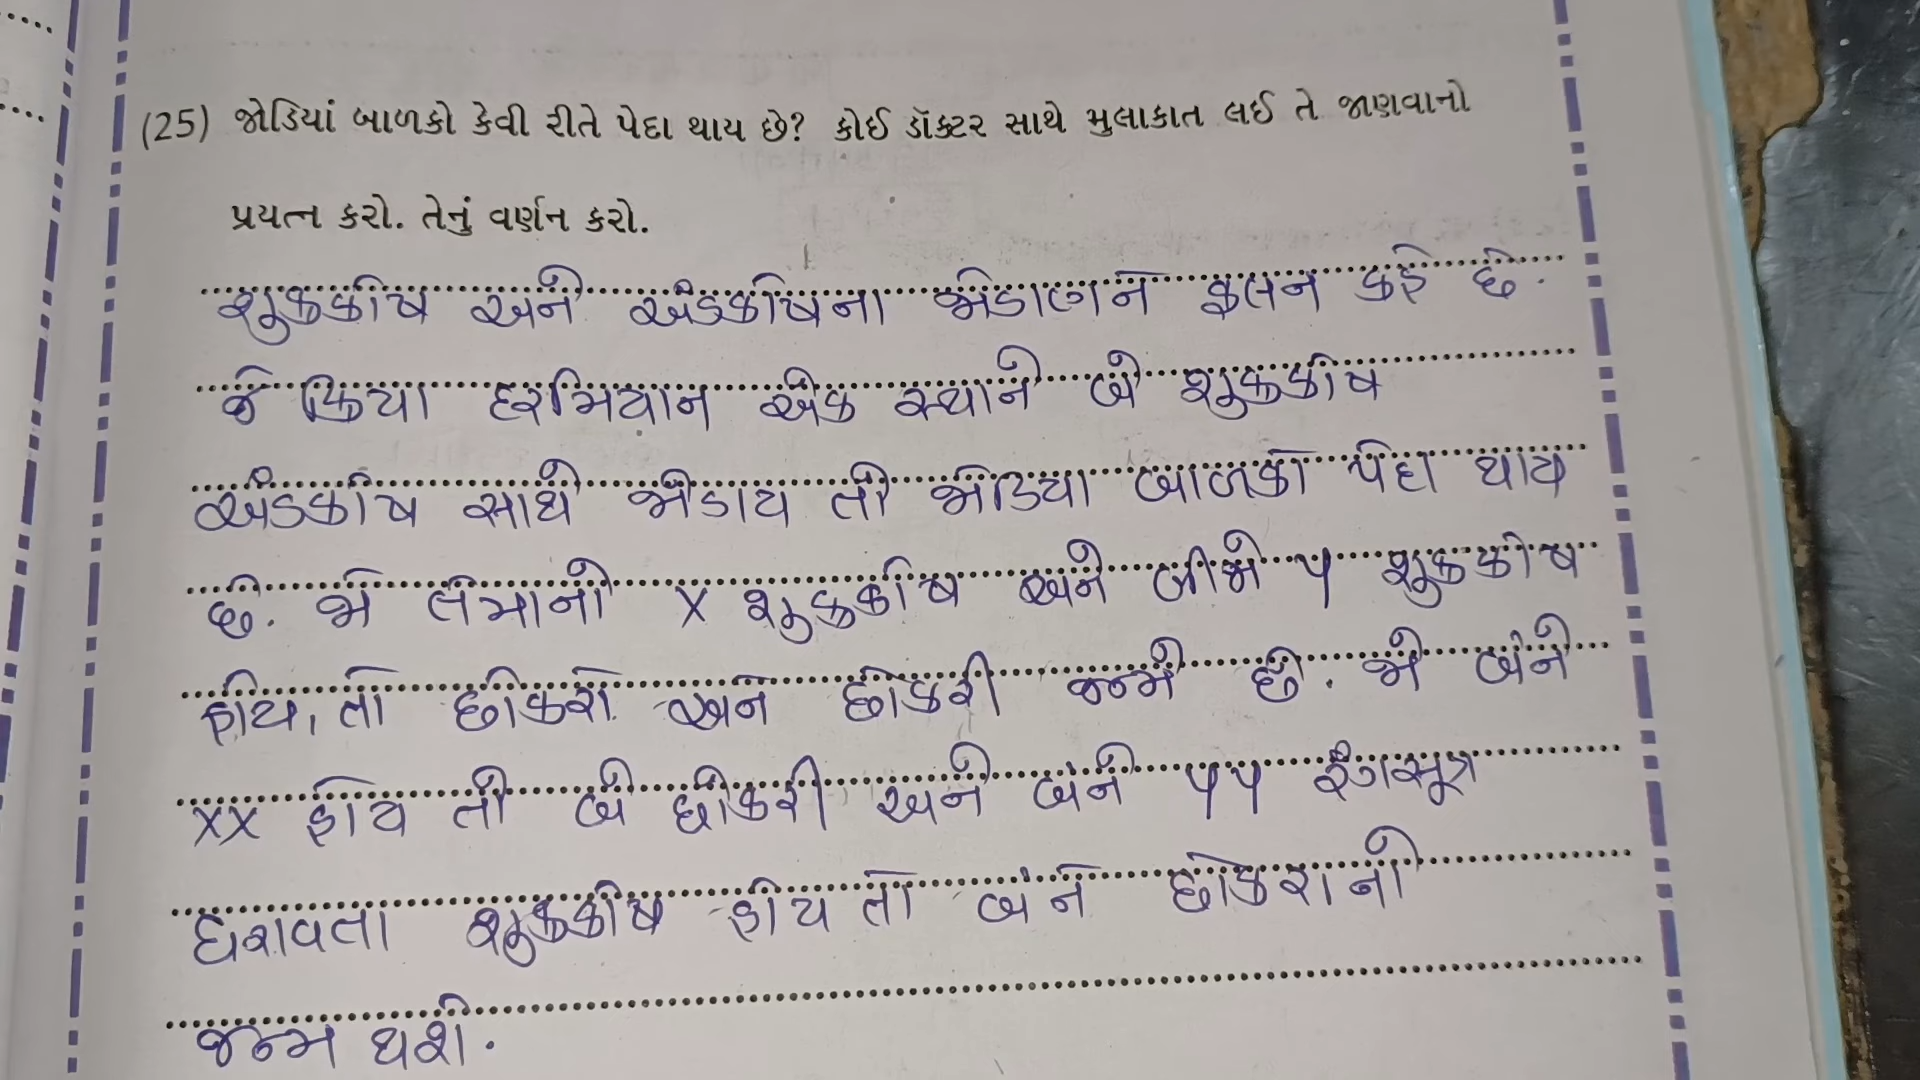 (25) જોડિયાં બાળકો કેવી રીતે પેદા થાય છે? કોઈ ડૉક્ટર સાથે મુલાકાત લઈ તે જાણવાનો
પ્રયત્ન કરો. તેનું વર્ણન કરો.
શુક્રકોષ અને અંડકોષના જોડાણને ફલન કહે છે.
જે ક્રિયા દરમિયાન એક સ્થાને બે શુક્રકોષ
અંડકોષ સાથે જોડાય તો જોડિયા બાળકો પેદા થાય
છે. જો તેમાનો X શુક્રકોષ અને બીજો Y શુક્રકોષ
હોય, તો છોકરો અને છોકરી જન્મે છે. જો બંને
XX હોય તો બે છોકરી અને બંને YY રંગસૂત્ર
ધરાવતા શુક્રકોષ હોય તો બંને છોકરાનો
જન્મ થશે.